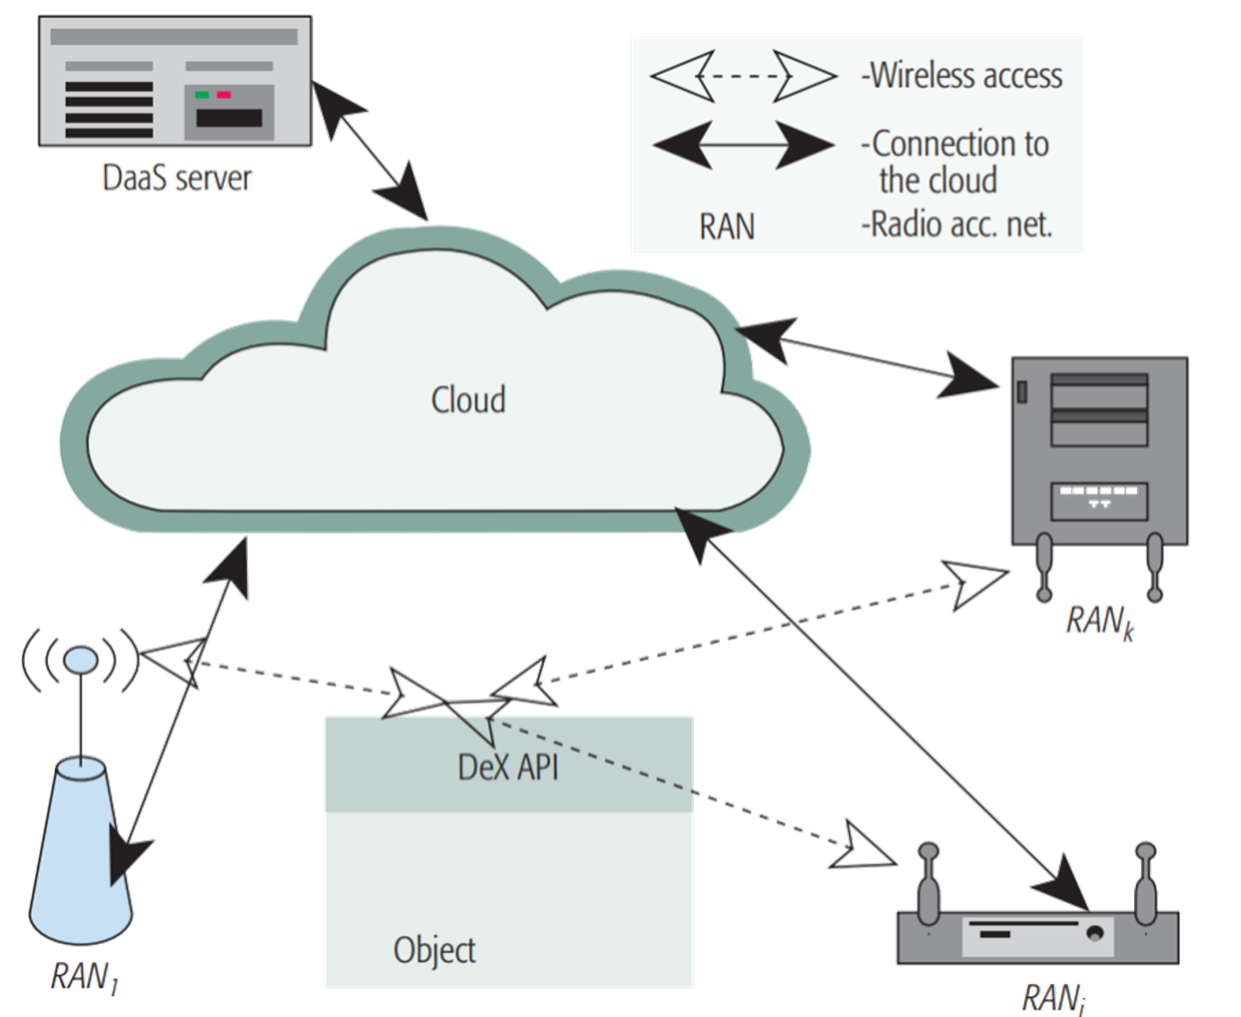 DaaS server
-Wireless access
-Connection to
the cloud
RAN -Radio acc. net.
Cloud
RANk
DeX API
Object
RAN1
RANi